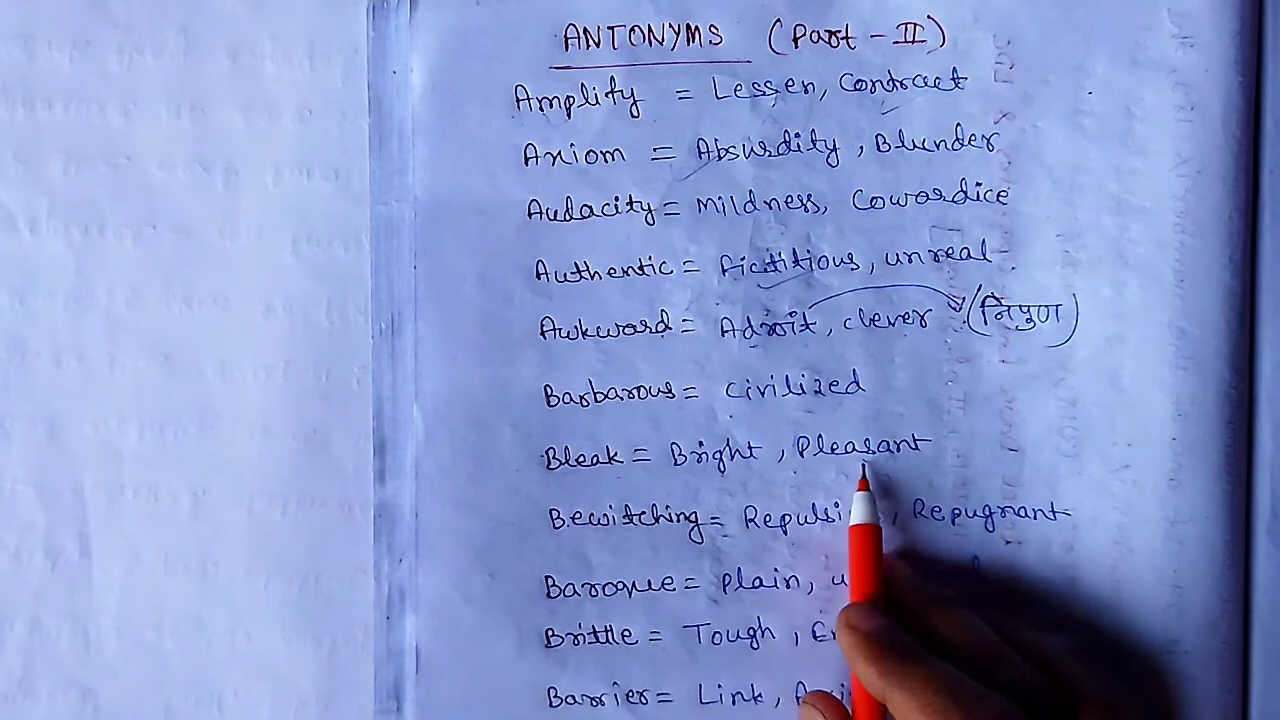 ANTONYMS (Part - II)
Amplify = Lessen, Contract
Axiom = Absurdity, Blunder
Audacity = Mildness, Cowardice
Authentic = Fictitious, unreal
Awkward = Adroit, clever (निपुण)
Barbarous = Civilized
Bleak = Bright, Pleasant
Bewitching = , Repugnant
Baroque = Plain,
Brittle = Tough,
Barrier = Link,